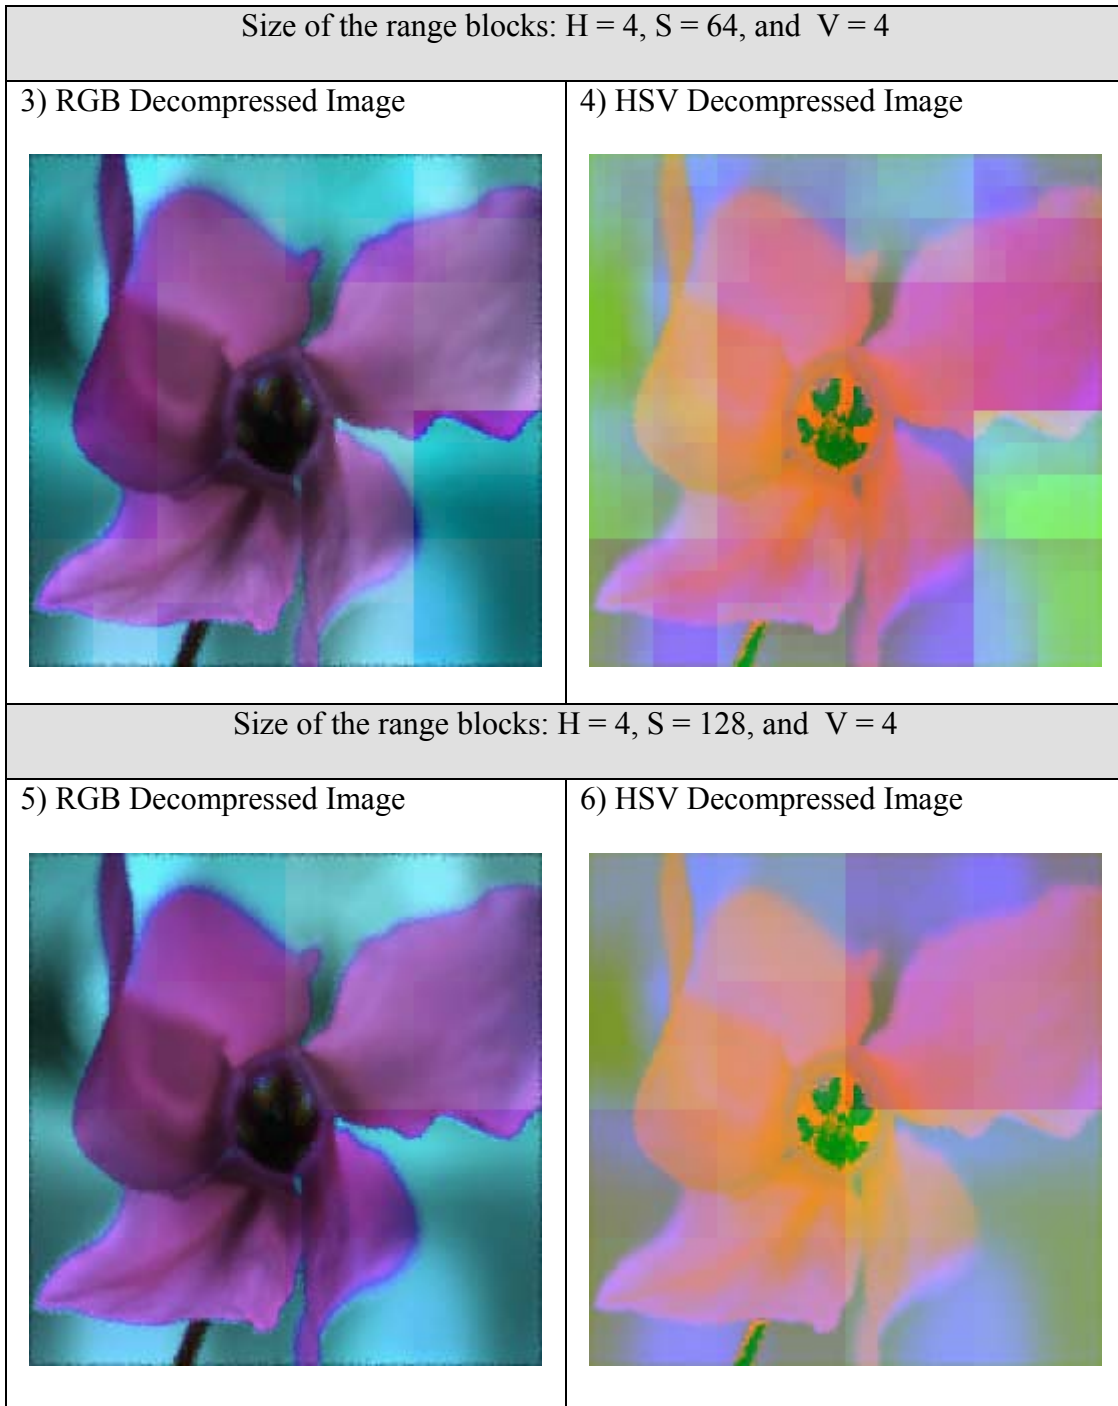 Size of the range blocks: H = 4, S = 64, and V = 4
3) RGB Decompressed Image
4) HSV Decompressed Image
Size of the range blocks: H = 4, S = 128, and V = 4
5) RGB Decompressed Image
6) HSV Decompressed Image